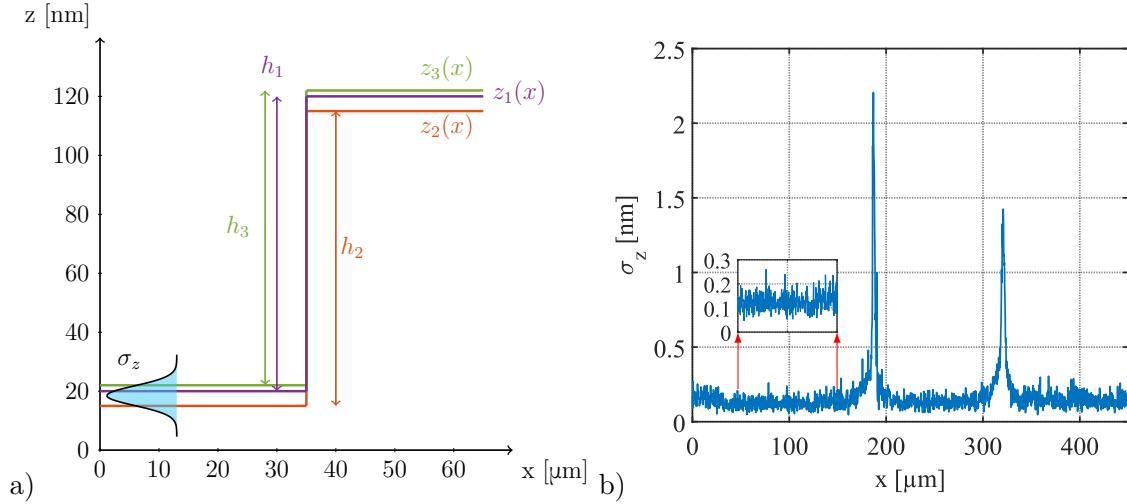 z [nm]
120
100
80
60
40
20
0
0 10 20 30 40 50 60
x [µm]
h₁
h₃
h₂
z₃(x)
z₁(x)
z₂(x)
σ_z
a)
2.5
2
1.5
1
0.5
0
σ_z [nm]
0.3
0.2
0.1
0
0 100 200 300 400
x [µm]
b)